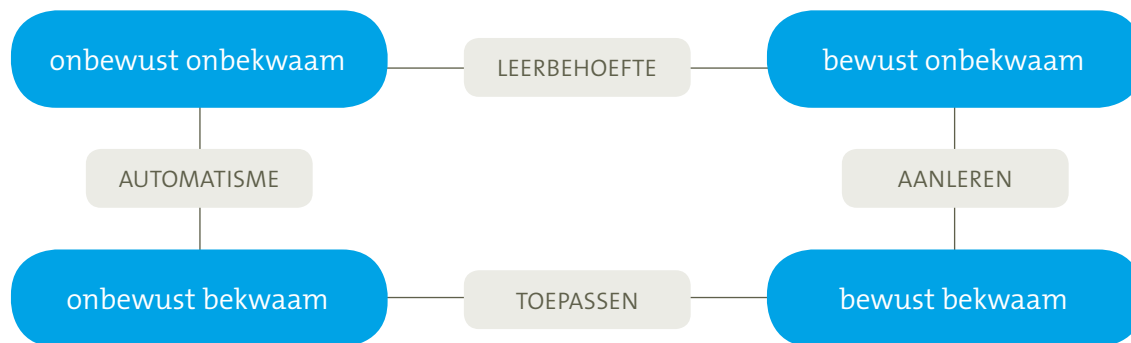 onbewust onbekwaam
LEERBEHOEFTE
bewust onbekwaam
AUTOMATISME
AANLEREN
onbewust bekwaam
TOEPASSEN
bewust bekwaam